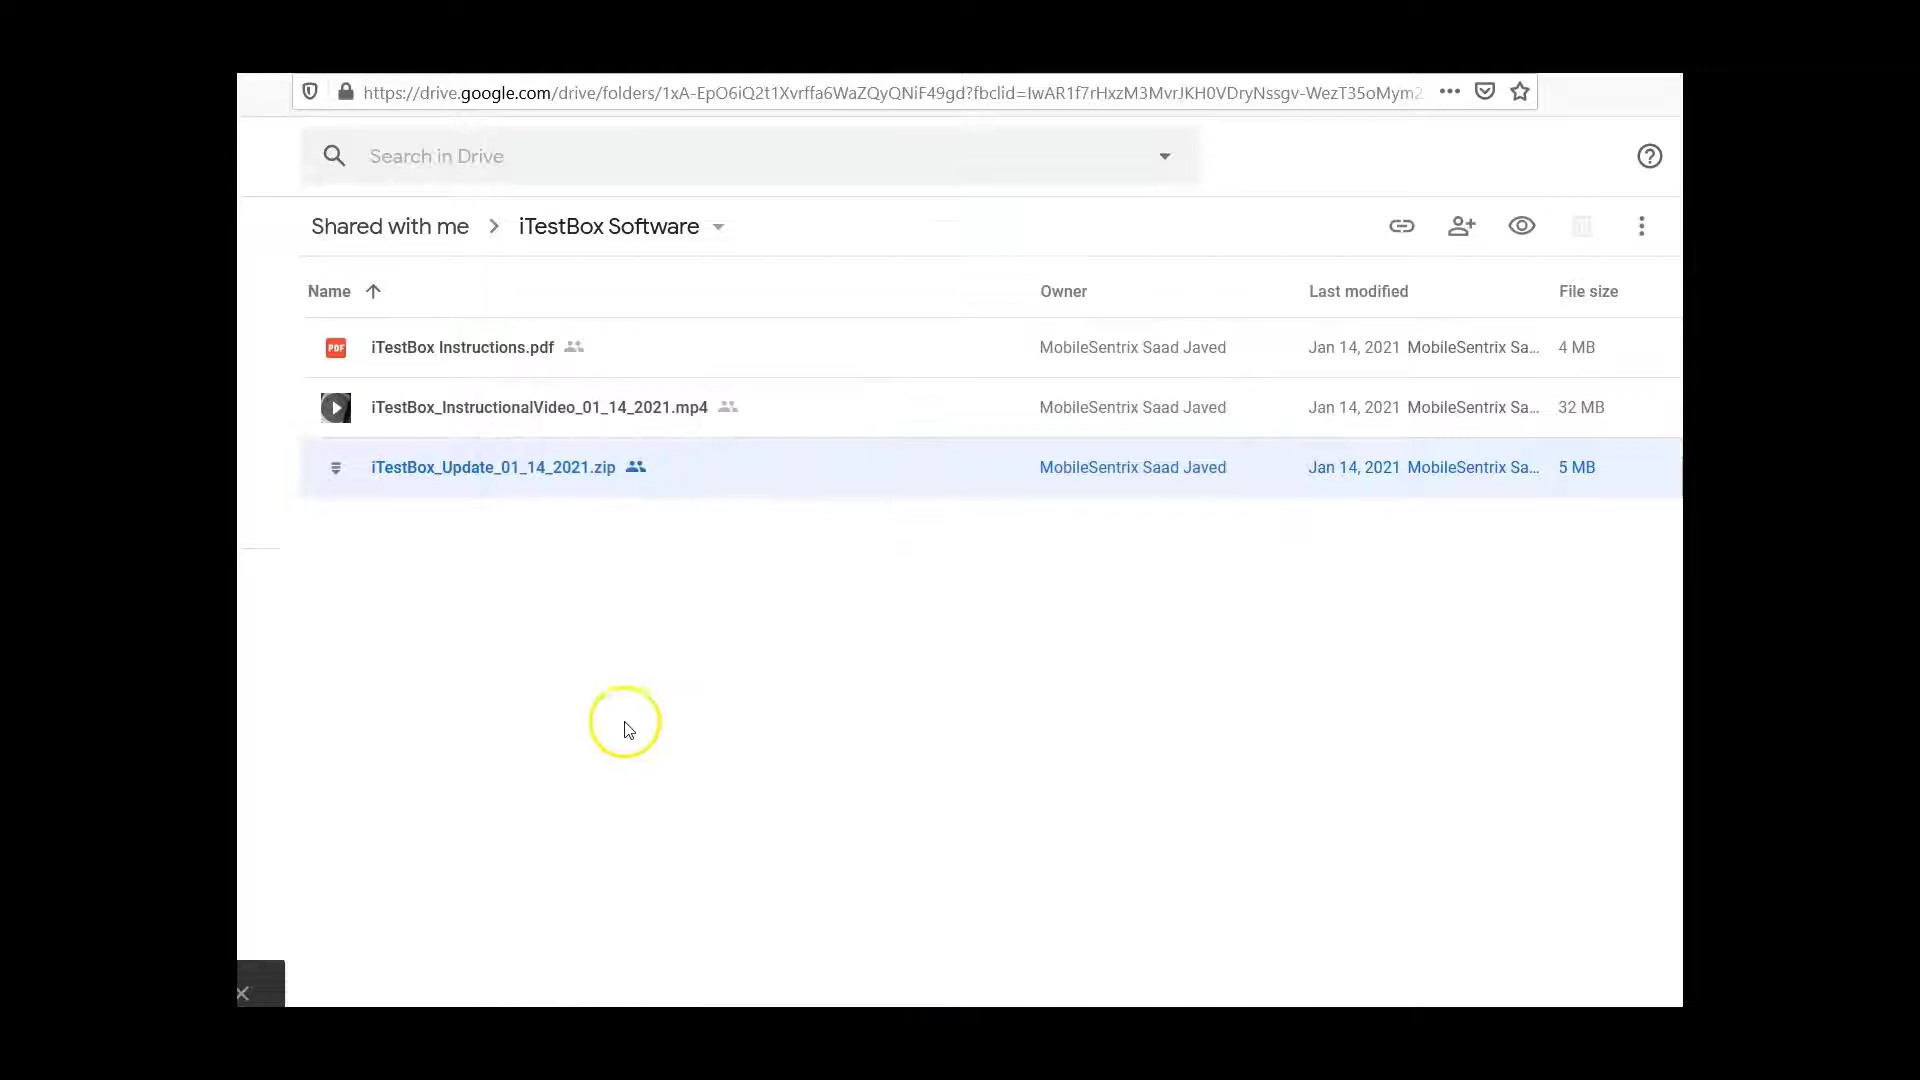 https://drive.google.com/drive/folders/1xA-EpO6iQ2t1Xvrffa6WaZQyQNiF49gd?fbclid=IwAR1f7rHxzM3MvrJKH0VDryNssgv-WezT35oMym2
Search in Drive
Shared with me > iTestBox Software
Name Owner Last modified File size
PDF iTestBox Instructions.pdf MobileSentrix Saad Javed Jan 14, 2021 MobileSentrix Sa... 4 MB
iTestBox_InstructionalVideo_01_14_2021.mp4 MobileSentrix Saad Javed Jan 14, 2021 MobileSentrix Sa... 32 MB
iTestBox_Update_01_14_2021.zip MobileSentrix Saad Javed Jan 14, 2021 MobileSentrix Sa... 5 MB